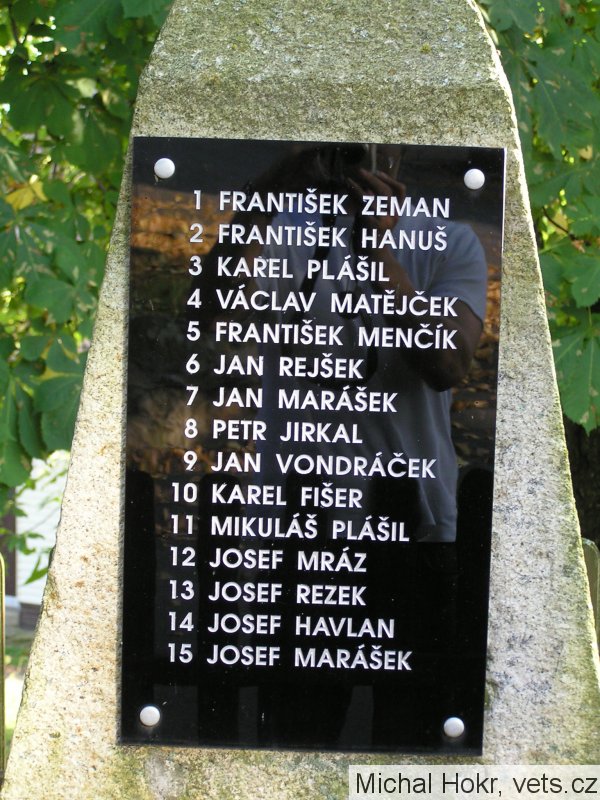 1 FRANTIŠEK ZEMAN
2 FRANTIŠEK HANUŠ
3 KAREL PLÁŠIL
4 VÁCLAV MATĚJČEK
5 FRANTIŠEK MENČÍK
6 JAN REJŠEK
7 JAN MARÁŠEK
8 PETR JIRKAL
9 JAN VONDRÁČEK
10 KAREL FIŠER
11 MIKULÁŠ PLÁŠIL
12 JOSEF MRÁZ
13 JOSEF REZEK
14 JOSEF HAVLAN
15 JOSEF MARÁŠEK
Michal Hokr, vets.cz